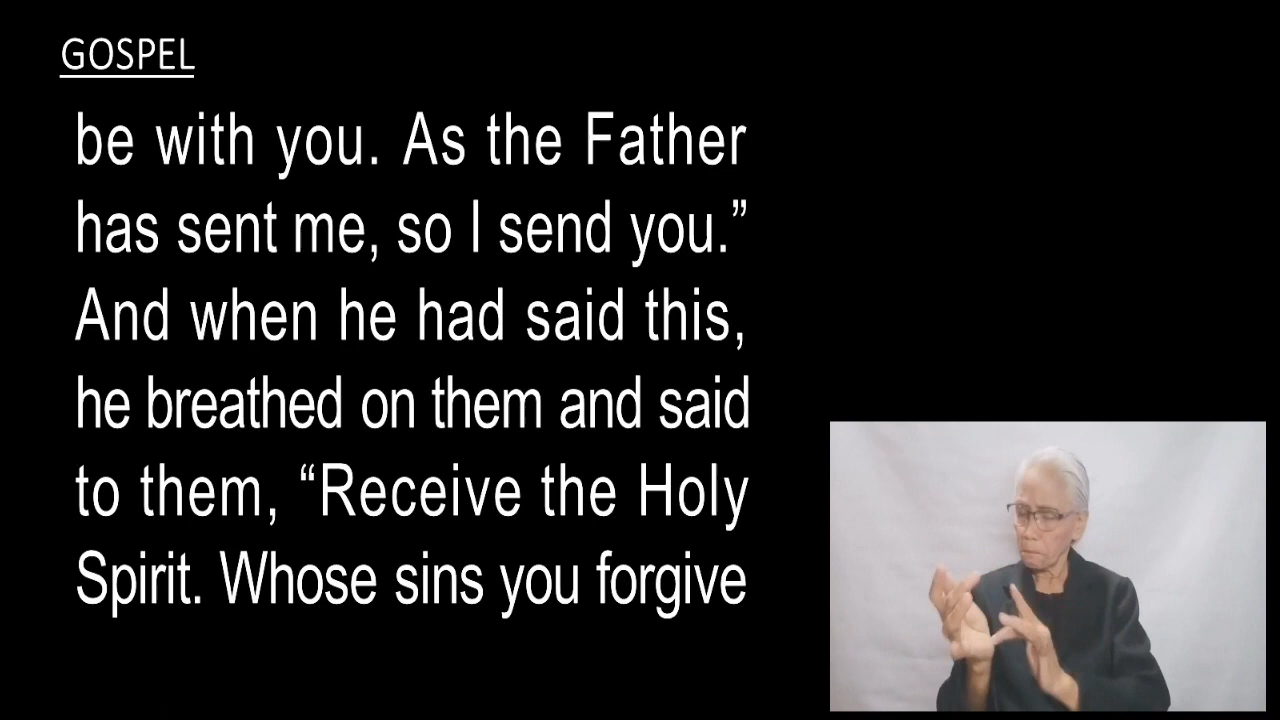 GOSPEL
be with you. As the Father
has sent me, so I send you.”
And when he had said this,
he breathed on them and said
to them, “Receive the Holy
Spirit. Whose sins you forgive